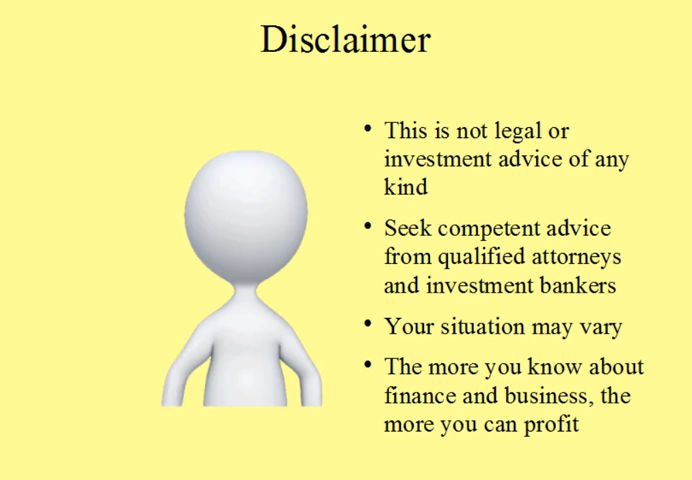 Disclaimer
• This is not legal or
investment advice of any
kind
• Seek competent advice
from qualified attorneys
and investment bankers
• Your situation may vary
• The more you know about
finance and business, the
more you can profit